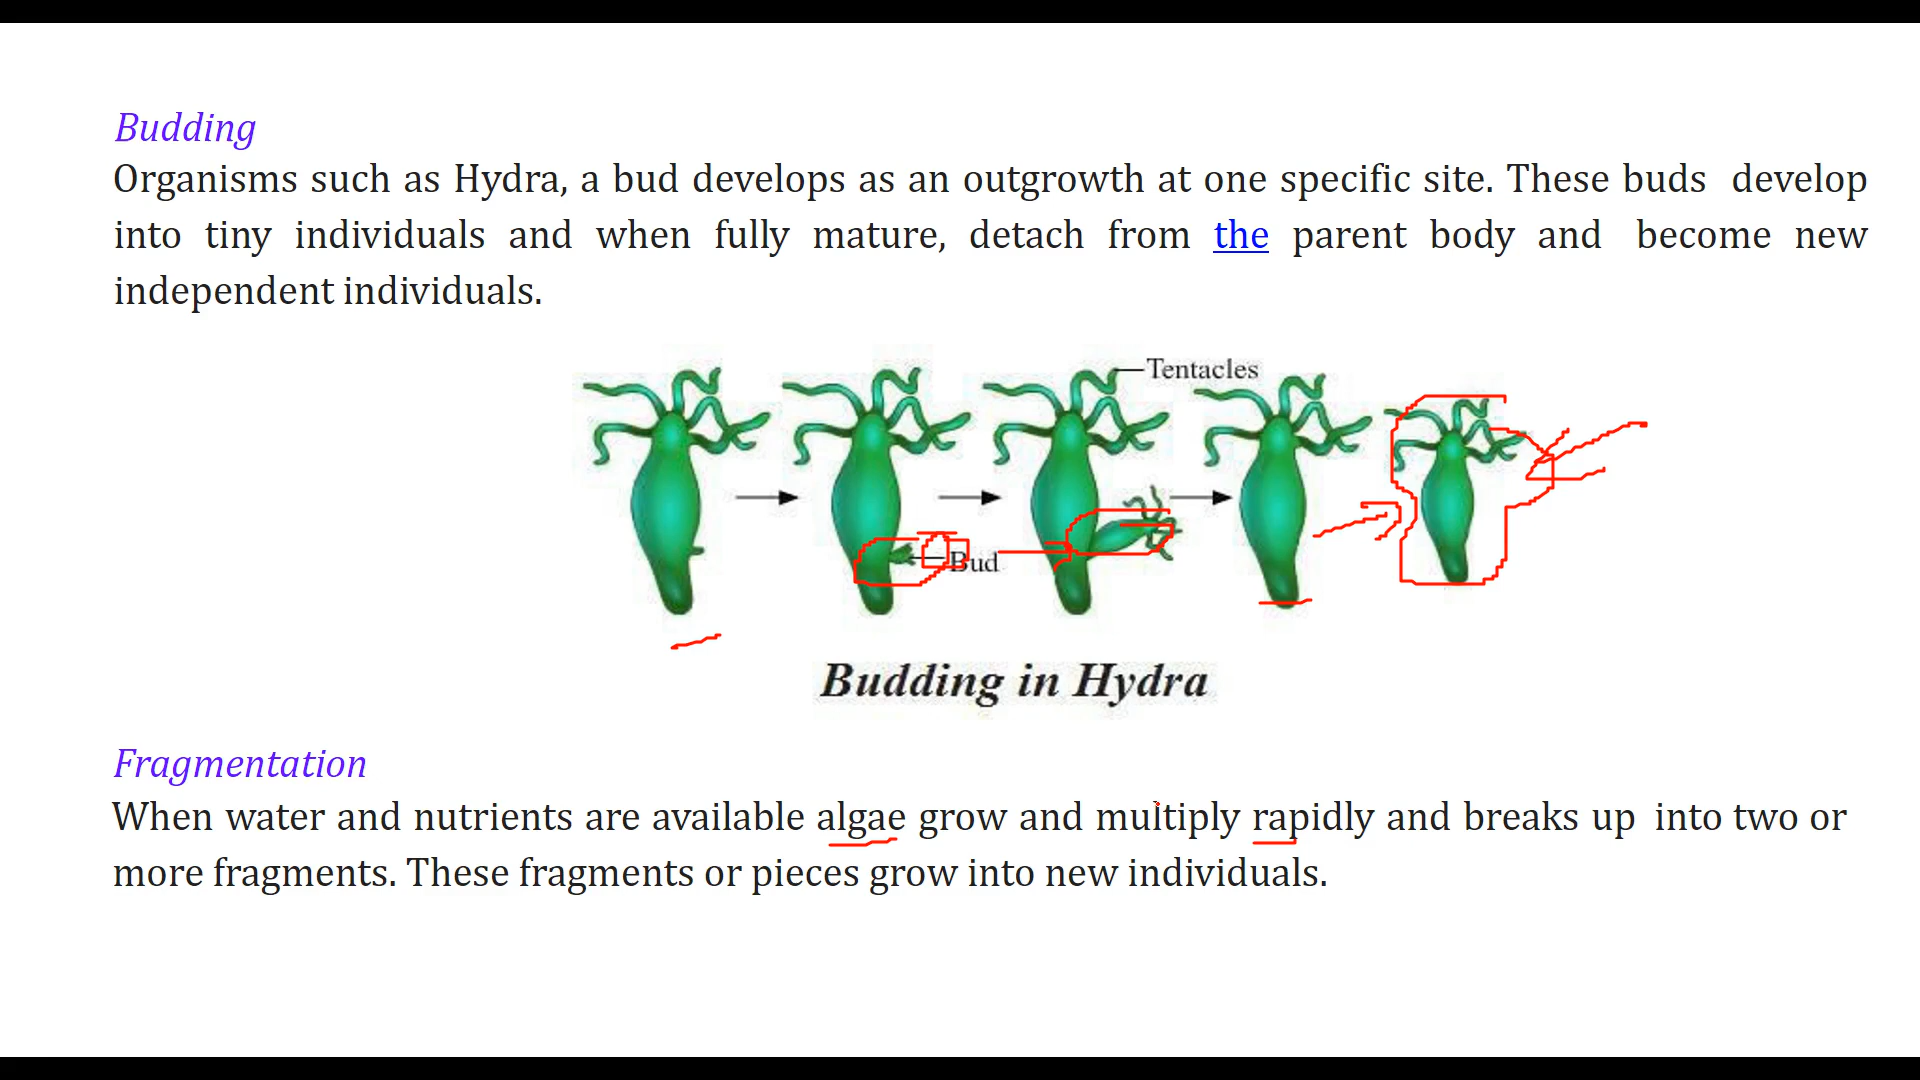 Budding
Organisms such as Hydra, a bud develops as an outgrowth at one specific site. These buds develop
into tiny individuals and when fully mature, detach from the parent body and become new
independent individuals.
Tentacles
Bud
Budding in Hydra
Fragmentation
When water and nutrients are available algae grow and multiply rapidly and breaks up into two or
more fragments. These fragments or pieces grow into new individuals.